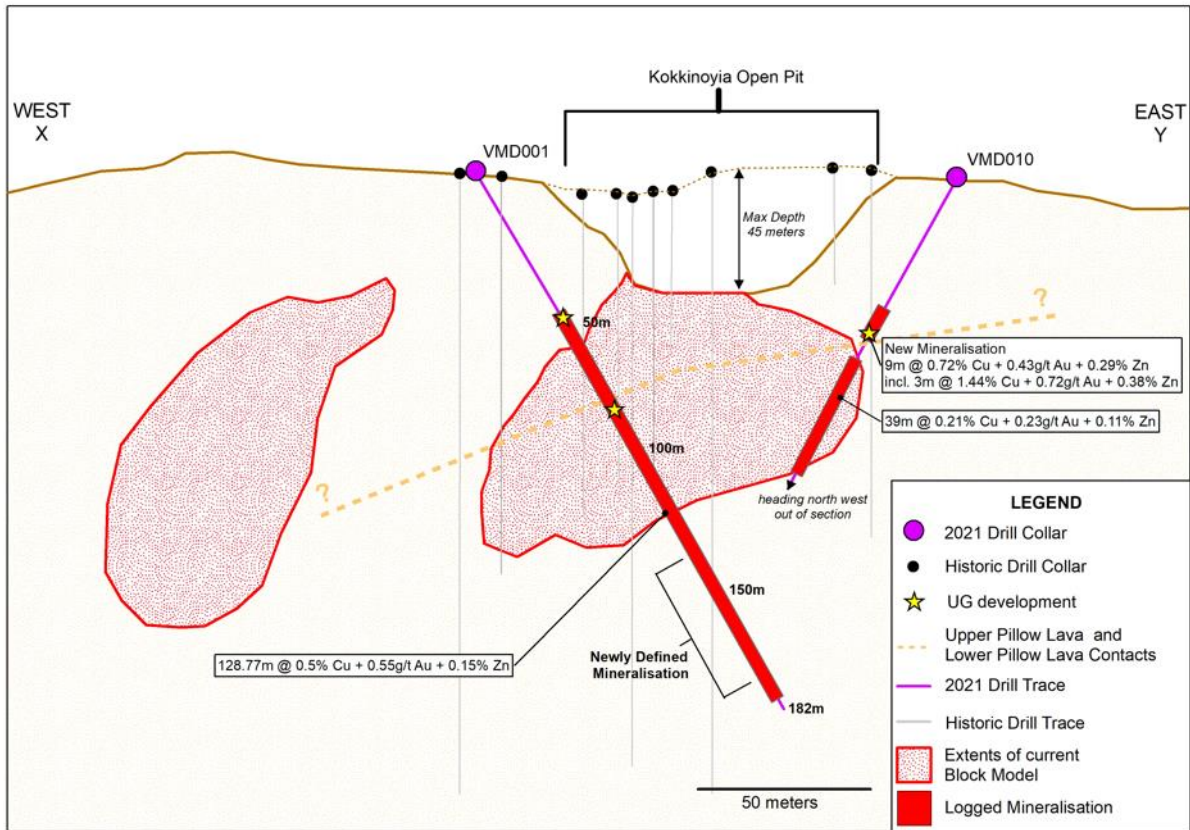 Kokkinoyia Open Pit
WEST
X
EAST
Y
VMD001
VMD010
Max Depth
45 meters
?
50m
New Mineralisation
9m @ 0.72% Cu + 0.43g/t Au + 0.29% Zn
incl. 3m @ 1.44% Cu + 0.72g/t Au + 0.38% Zn
39m @ 0.21% Cu + 0.23g/t Au + 0.11% Zn
100m
?
heading north west
out of section
150m
Newly Defined
Mineralisation
128.77m @ 0.5% Cu + 0.55g/t Au + 0.15% Zn
182m
50 meters
LEGEND
2021 Drill Collar
Historic Drill Collar
UG development
Upper Pillow Lava and
Lower Pillow Lava Contacts
2021 Drill Trace
Historic Drill Trace
Extents of current
Block Model
Logged Mineralisation